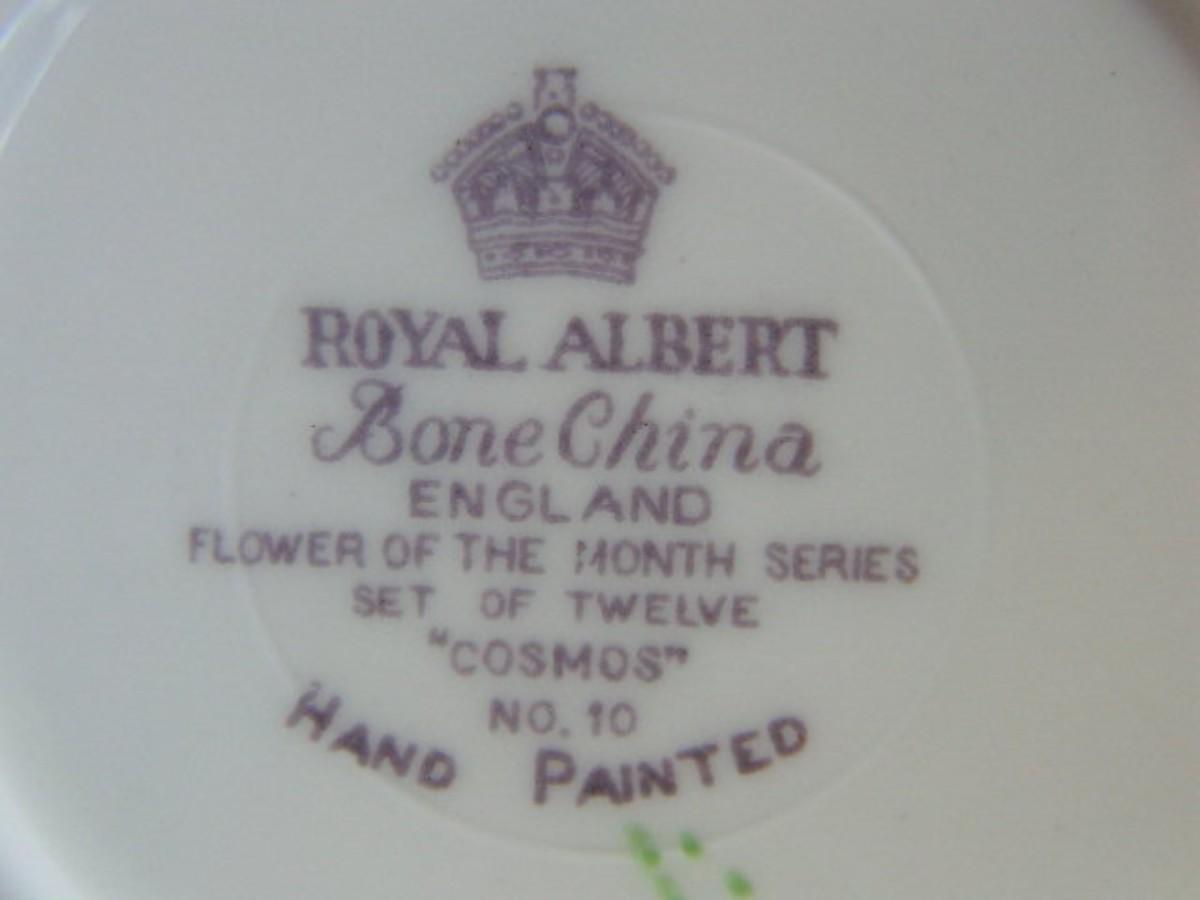 ROYAL ALBERT
Bone China
ENGLAND
FLOWER OF THE MONTH SERIES
SET OF TWELVE
"COSMOS"
NO. 10
HAND PAINTED